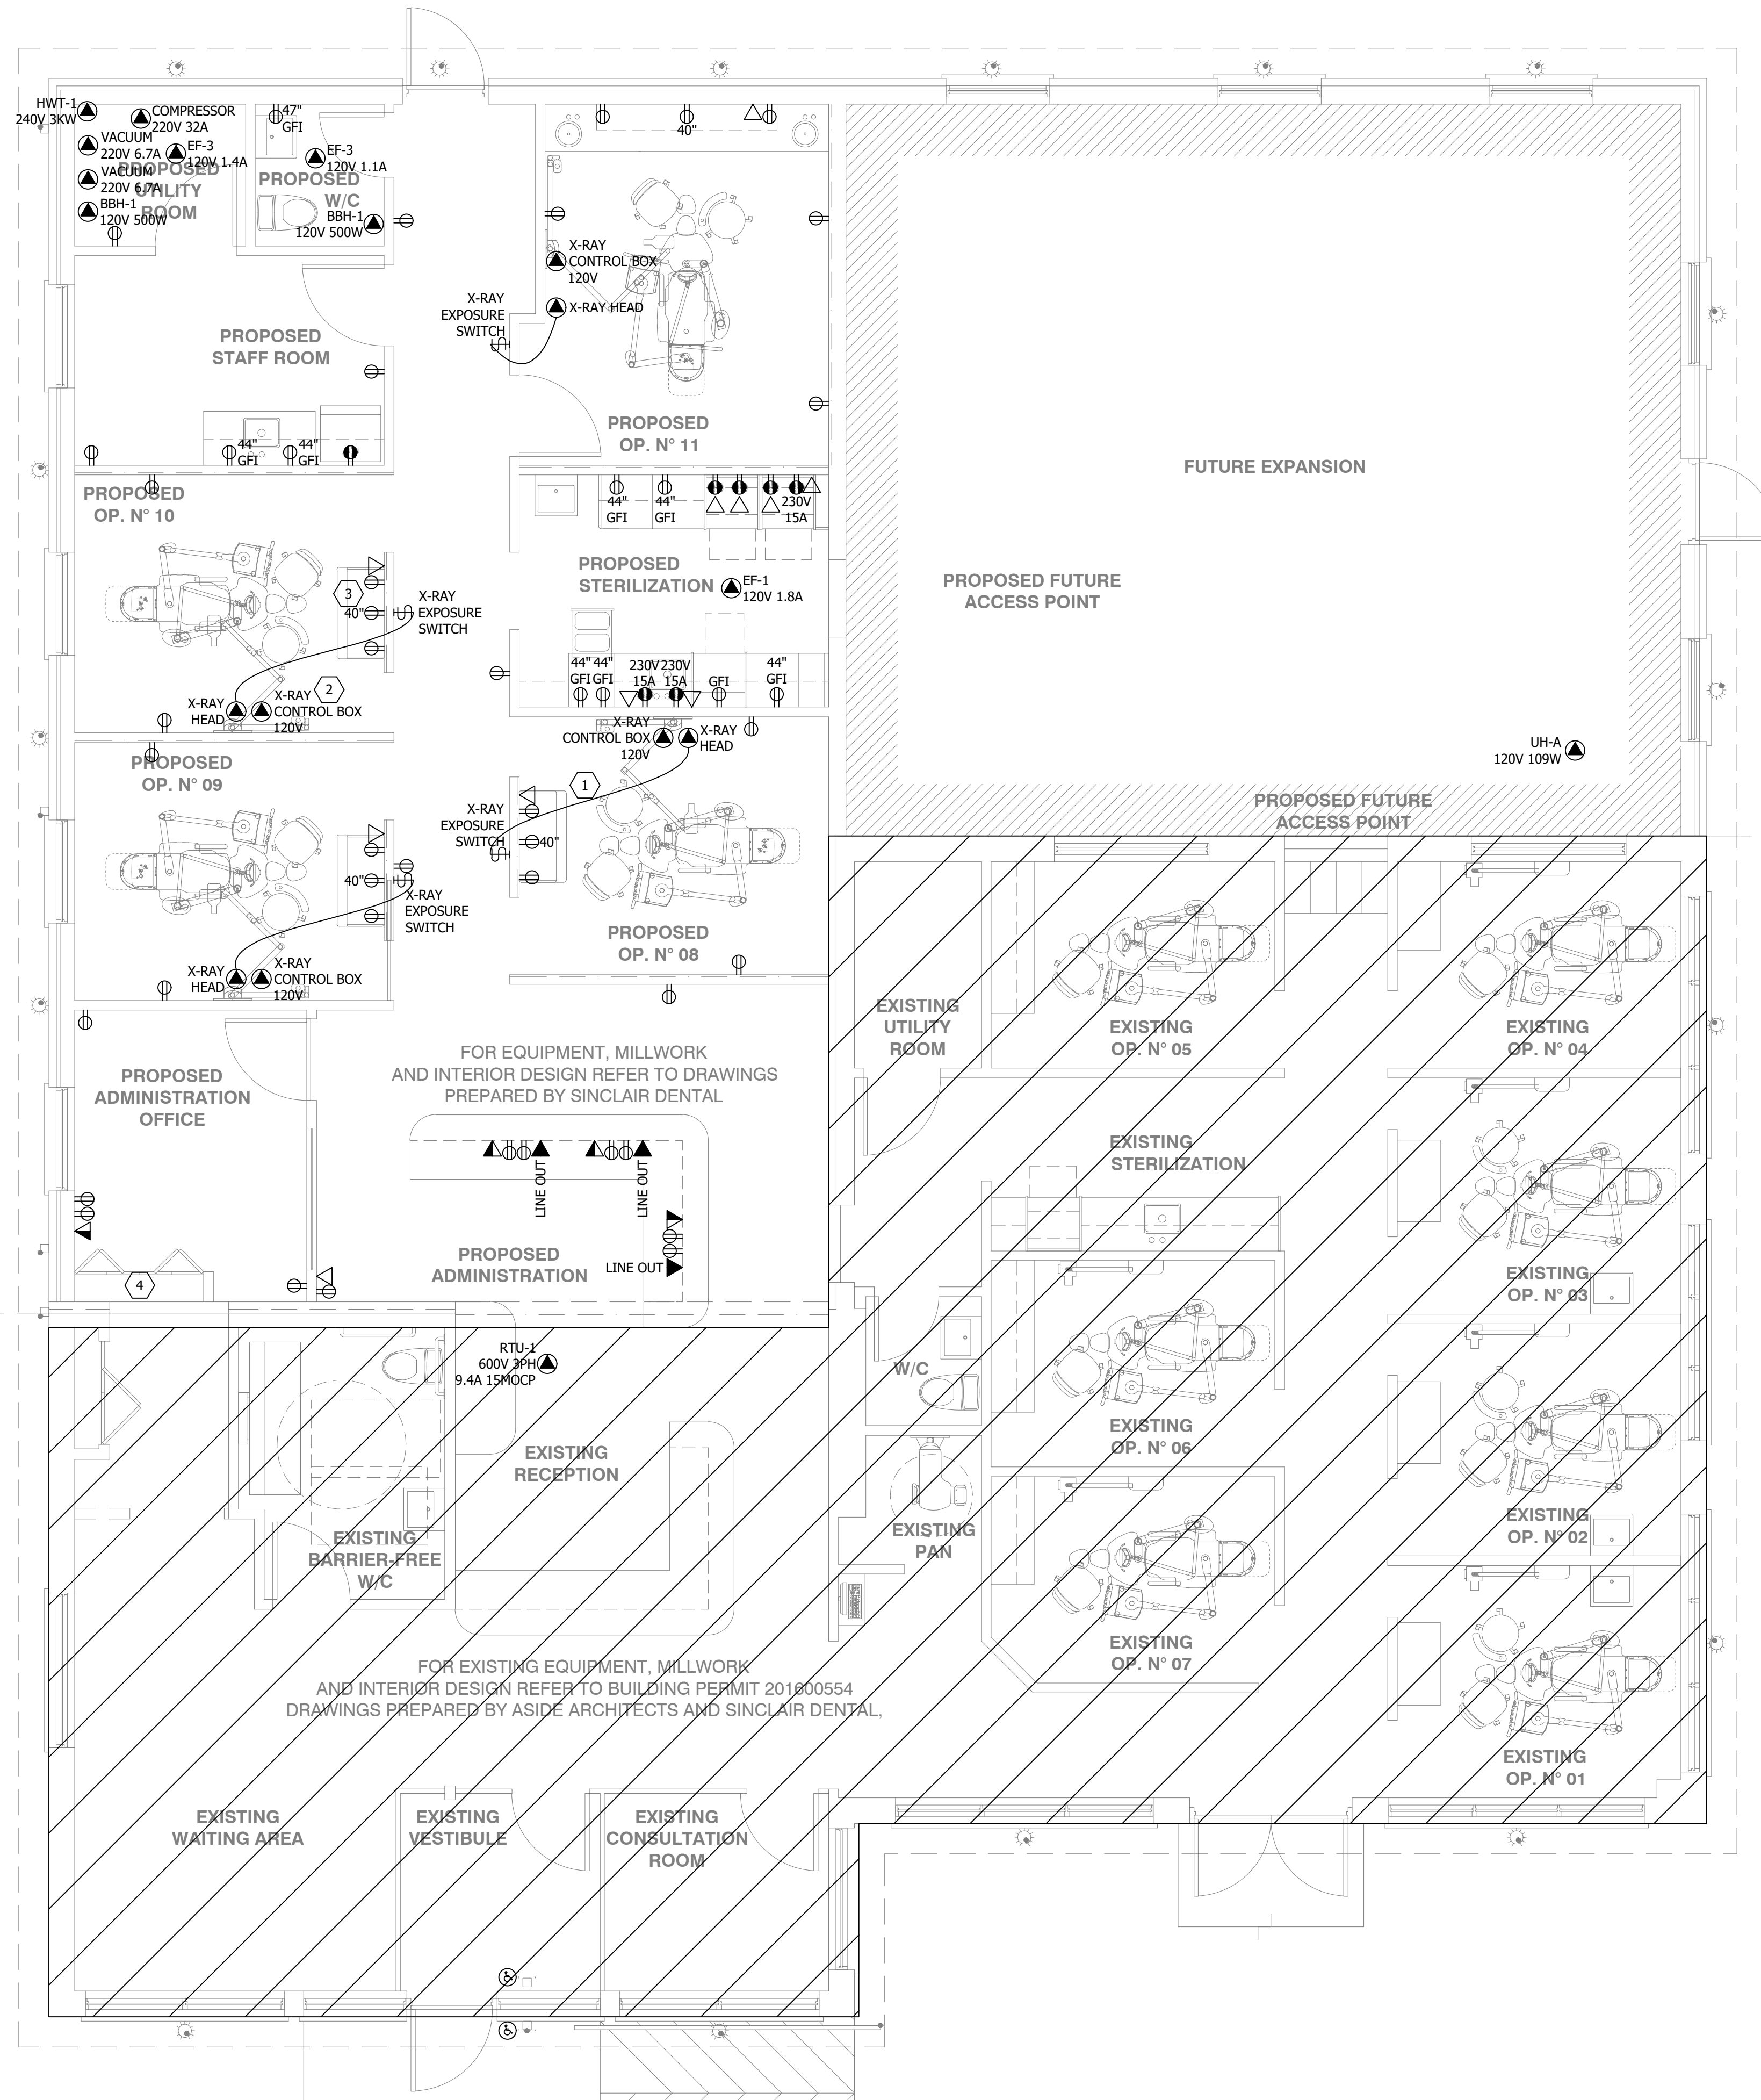 HWT-1
240V 3KW
COMPRESSOR
220V 32A
VACUUM
220V 6.7A
EF-3
120V 1.4A
VACUUM
220V 6.7A
BBH-1
120V 500W
PROPOSED
UTILITY
ROOM
47"
GFI
EF-3
120V 1.1A
PROPOSED
W/C
BBH-1
120V 500W
40"
X-RAY
CONTROL BOX
120V
X-RAY HEAD
X-RAY
EXPOSURE
SWITCH
PROPOSED
STAFF ROOM
44"
GFI
44"
GFI
PROPOSED
OP. N° 11
FUTURE EXPANSION
PROPOSED
OP. N° 10
44"
GFI
44"
GFI
230V
15A
PROPOSED
STERILIZATION
EF-1
120V 1.8A
PROPOSED FUTURE
ACCESS POINT
3
40"
X-RAY
EXPOSURE
SWITCH
2
X-RAY
HEAD
X-RAY
CONTROL BOX
120V
44"
GFI
44"
GFI
230V
15A
230V
15A
GFI
44"
GFI
X-RAY
CONTROL BOX
120V
X-RAY
HEAD
UH-A
120V 109W
PROPOSED
OP. N° 09
1
X-RAY
EXPOSURE
SWITCH
40"
PROPOSED FUTURE
ACCESS POINT
40"
X-RAY
EXPOSURE
SWITCH
PROPOSED
OP. N° 08
X-RAY
HEAD
X-RAY
CONTROL BOX
120V
EXISTING
UTILITY
ROOM
EXISTING
OP. N° 05
EXISTING
OP. N° 04
FOR EQUIPMENT, MILLWORK
AND INTERIOR DESIGN REFER TO DRAWINGS
PREPARED BY SINCLAIR DENTAL
PROPOSED
ADMINISTRATION
OFFICE
LINE OUT
LINE OUT
EXISTING
STERILIZATION
PROPOSED
ADMINISTRATION
LINE OUT
4
EXISTING
OP. N° 03
RTU-1
600V 3PH
9.4A 15MOCP
W/C
EXISTING
OP. N° 06
EXISTING
RECEPTION
EXISTING
PAN
EXISTING
OP. N° 02
EXISTING
BARRIER-FREE
W/C
EXISTING
OP. N° 07
FOR EXISTING EQUIPMENT, MILLWORK
AND INTERIOR DESIGN REFER TO BUILDING PERMIT 201600554
DRAWINGS PREPARED BY ASIDE ARCHITECTS AND SINCLAIR DENTAL,
EXISTING
OP. N° 01
EXISTING
WAITING AREA
EXISTING
VESTIBULE
EXISTING
CONSULTATION
ROOM